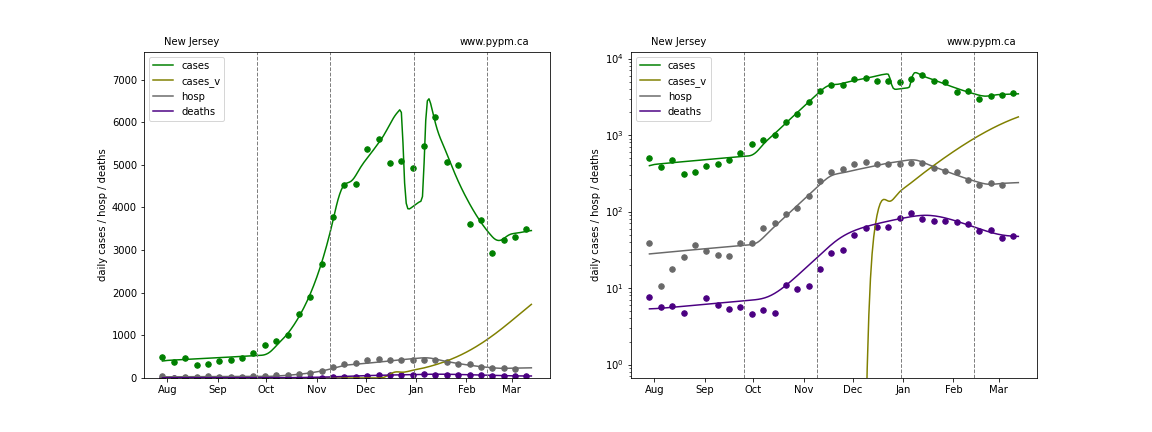 New Jersey www.pypm.ca
cases
cases_v
hosp
deaths
daily cases / hosp / deaths
7000
6000
5000
4000
3000
2000
1000
0
Aug Sep Oct Nov Dec Jan Feb Mar
New Jersey www.pypm.ca
cases
cases_v
hosp
deaths
daily cases / hosp / deaths
10⁴
10³
10²
10¹
10⁰
Aug Sep Oct Nov Dec Jan Feb Mar